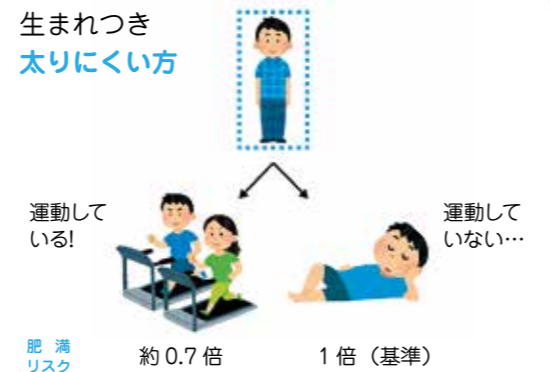 生まれつき
太りにくい方
運動して
いる!
運動して
いない…
肥 満
リスク
約 0.7 倍
1 倍（基準）